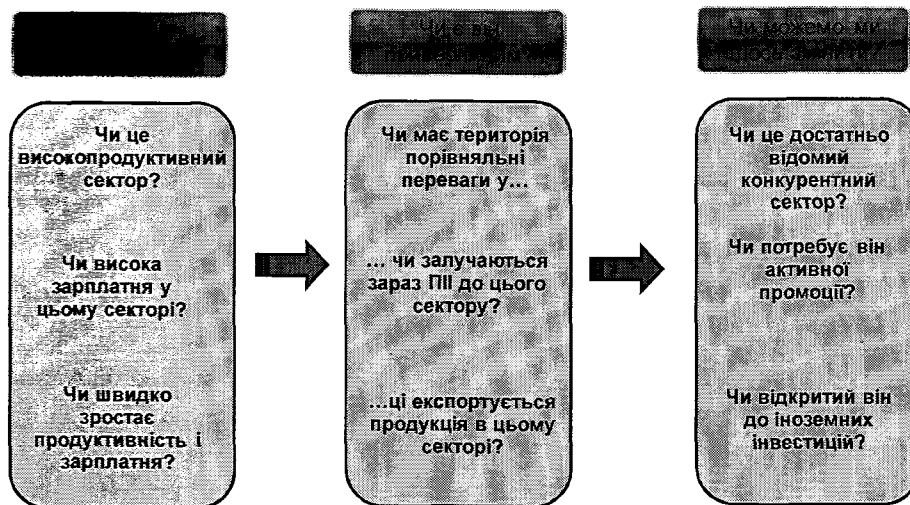 Чи є ви
Чи можемо ми
Чи це
високопродуктивний
сектор?
Чи висока
зарплатня у
цьому секторі?
Чи швидко
зростає
продуктивність і
зарплатня?
Чи має територія
порівняльні
переваги у…
… чи залучаються
зараз ПІІ до цього
сектору?
…ці експортується
продукція в цьому
секторі?
Чи це достатньо
відомий
конкурентний
сектор?
Чи потребує він
активної
промоції?
Чи відкритий він
до іноземних
інвестицій?